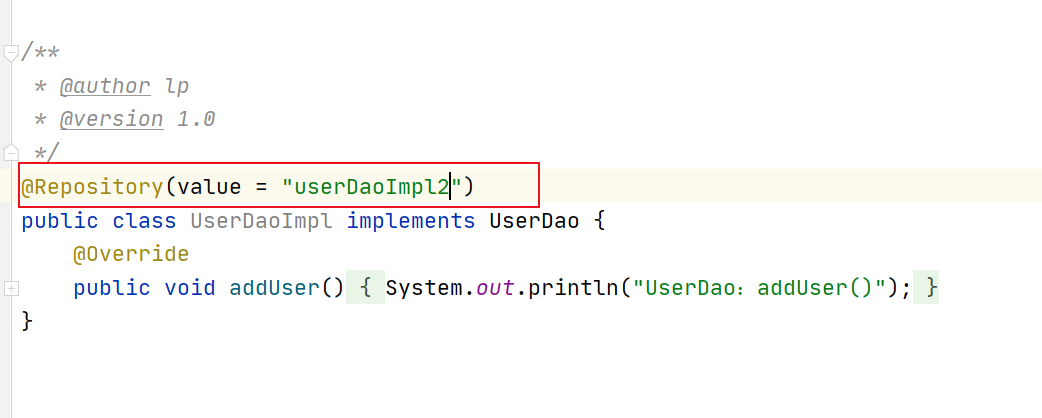 /**
 * @author lp
 * @version 1.0
 */
@Repository(value = "userDaoImpl2")
public class UserDaoImpl implements UserDao {
    @Override
    public void addUser() { System.out.println("UserDao：addUser()"); }
}